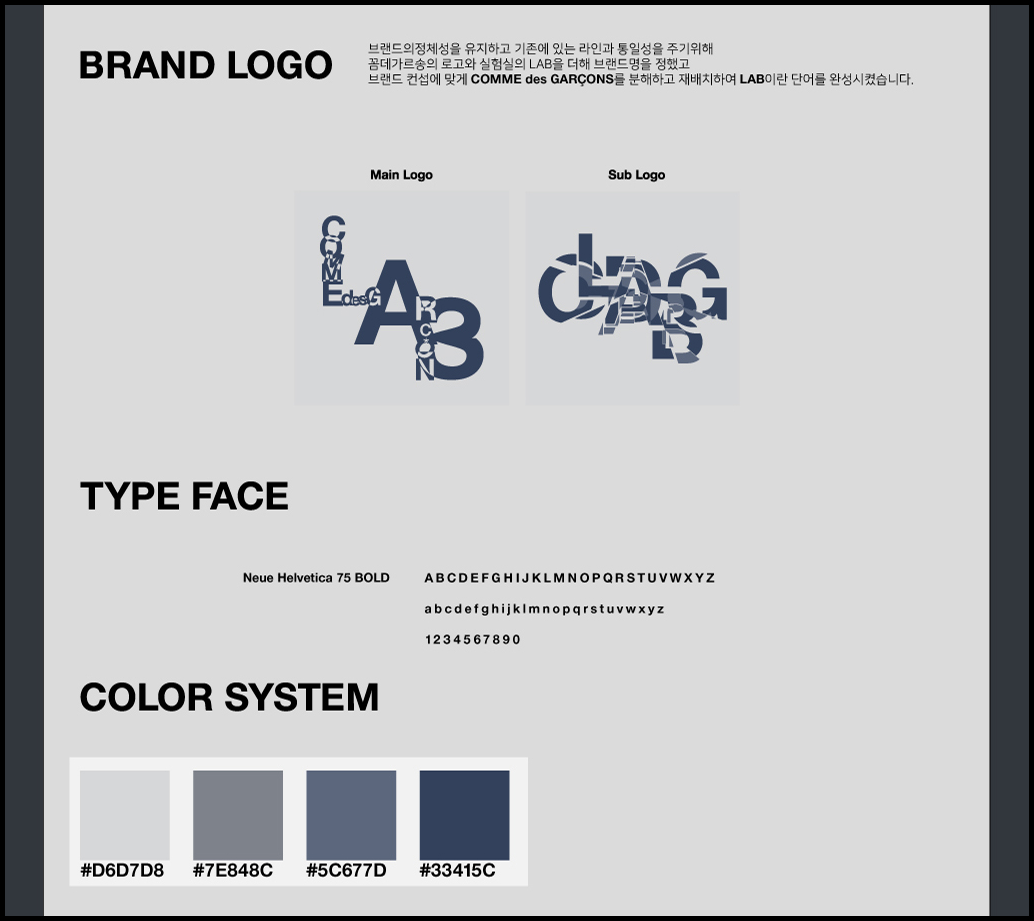 BRAND LOGO
브랜드의정체성을 유지하고 기존에 있는 라인과 통일성을 주기위해
꼼데가르송의 로고와 실험실의 LAB을 더해 브랜드명을 정했고
브랜드 컨섭에 맞게 COMME des GARÇONS를 분해하고 재배치하여 LAB이란 단어를 완성시켰습니다.
Main Logo
Sub Logo
COMMEdesGARÇON
LAB
TYPE FACE
Neue Helvetica 75 BOLD
ABCDEFGHIJKLMNOPQRSTUVWXYZ
abcdefghijklmnopqrstuvwxyz
1234567890
COLOR SYSTEM
#D6D7D8 #7E848C #5C677D #33415C